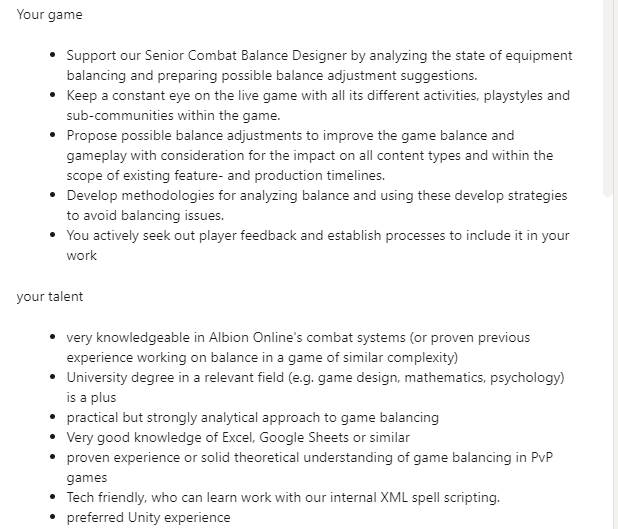 Your game
• Support our Senior Combat Balance Designer by analyzing the state of equipment
balancing and preparing possible balance adjustment suggestions.
• Keep a constant eye on the live game with all its different activities, playstyles and
sub-communities within the game.
• Propose possible balance adjustments to improve the game balance and
gameplay with consideration for the impact on all content types and within the
scope of existing feature- and production timelines.
• Develop methodologies for analyzing balance and using these develop strategies
to avoid balancing issues.
• You actively seek out player feedback and establish processes to include it in your
work
your talent
• very knowledgeable in Albion Online's combat systems (or proven previous
experience working on balance in a game of similar complexity)
• University degree in a relevant field (e.g. game design, mathematics, psychology)
is a plus
• practical but strongly analytical approach to game balancing
• Very good knowledge of Excel, Google Sheets or similar
• proven experience or solid theoretical understanding of game balancing in PvP
games
• Tech friendly, who can learn work with our internal XML spell scripting.
• preferred Unity experience